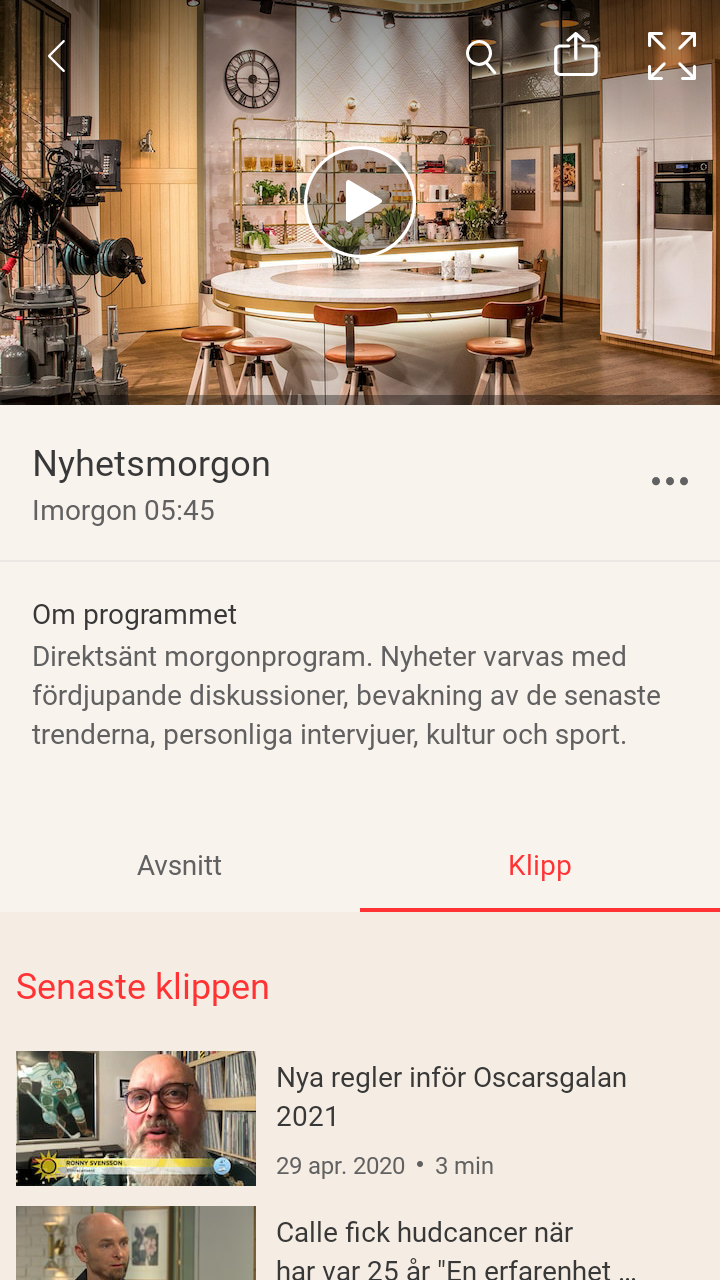 Nyhetsmorgon
Imorgon 05:45
Om programmet
Direktsänt morgonprogram. Nyheter varvas med
fördjupande diskussioner, bevakning av de senaste
trenderna, personliga intervjuer, kultur och sport.
Avsnitt
Klipp
Senaste klippen
RONNY SVENSSON
Nya regler inför Oscarsgalan
2021
29 apr. 2020 • 3 min
Calle fick hudcancer när
har var 25 år "En erfarenhet ...